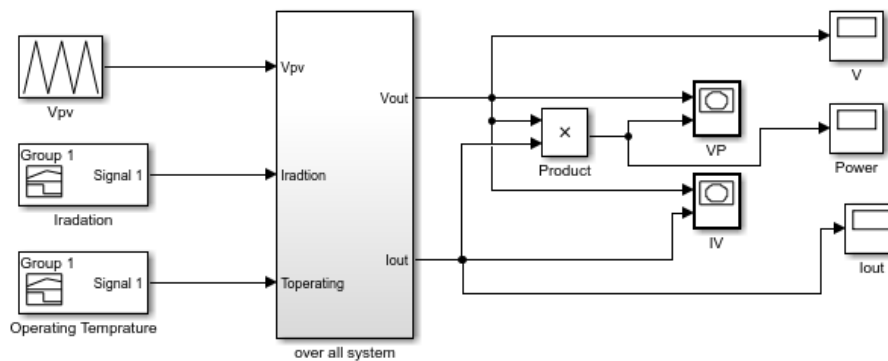 Vpv
Group 1
Signal 1
Iradation
Group 1
Signal 1
Operating Temprature
Vpv
Iradtion
Toperating
Vout
Iout
over all system
×
Product
VP
IV
V
Power
Iout